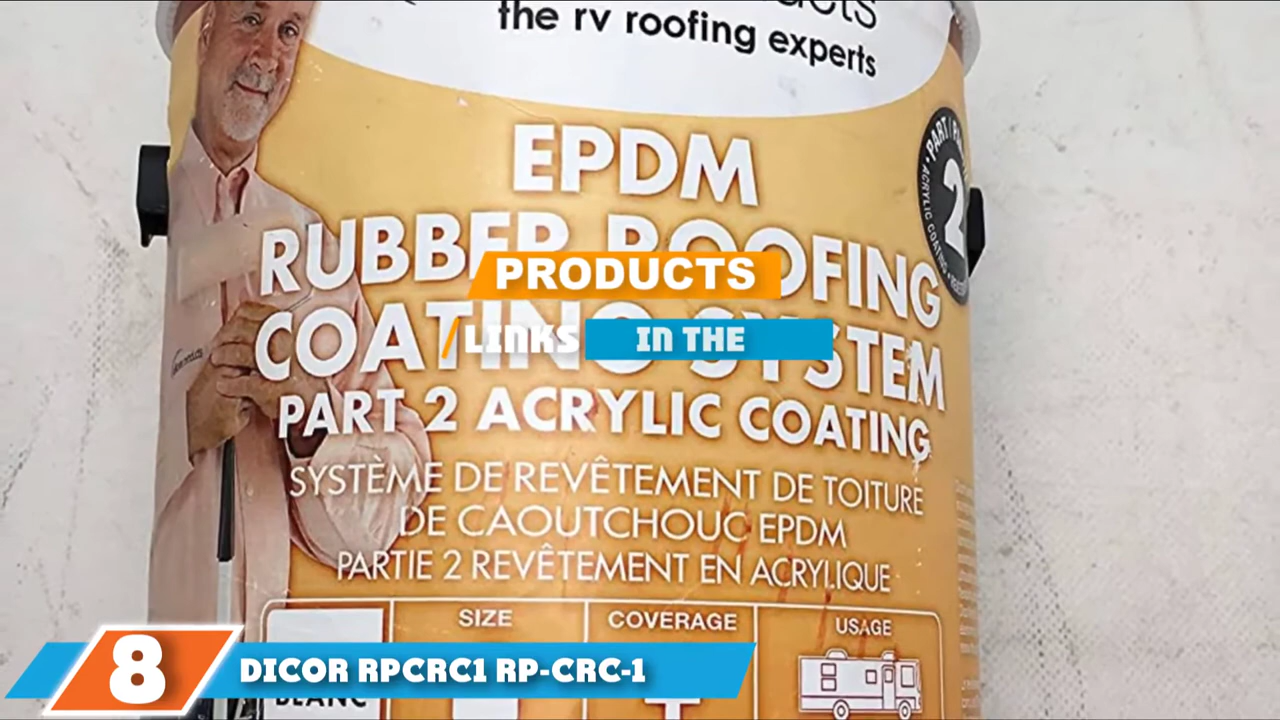 the rv roofing experts
EPDM
RUBBER ROOFING
COATING SYSTEM
PART 2 ACRYLIC COATING
SYSTÈME DE REVÊTEMENT DE TOITURE
DE CAOUTCHOUC EPDM
PARTIE 2 REVÊTEMENT EN ACRYLIQUE
SIZE
COVERAGE
USAGE
BLANC
2
PRODUCTS
LINKS IN THE
8
DICOR RPCRC1 RP-CRC-1